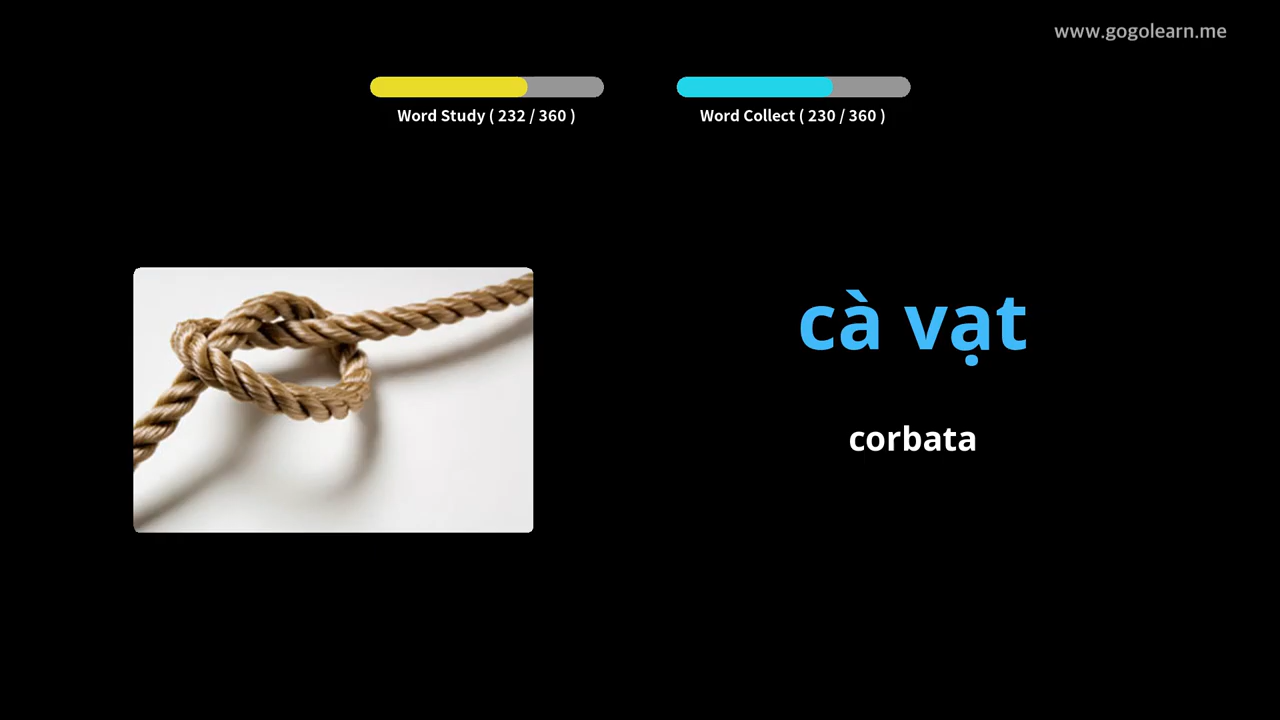 www.gogolearn.me
Word Study ( 232 / 360 )
Word Collect ( 230 / 360 )
cà vạt
corbata